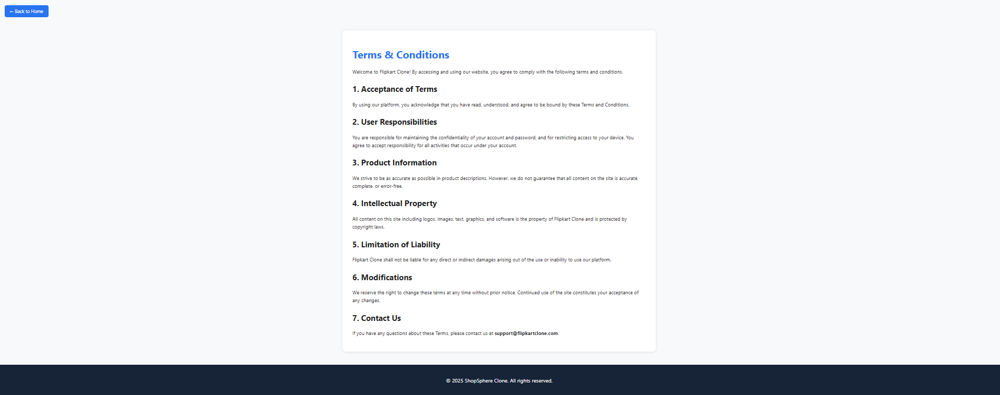 ← Back to Home
Terms & Conditions
Welcome to Flipkart Clone! By accessing and using our website, you agree to comply with the following terms and conditions.
1. Acceptance of Terms
By using our platform, you acknowledge that you have read, understood, and agree to be bound by these Terms and Conditions.
2. User Responsibilities
You are responsible for maintaining the confidentiality of your account and password, and for restricting access to your device. You
agree to accept responsibility for all activities that occur under your account.
3. Product Information
We strive to be as accurate as possible in product descriptions. However, we do not guarantee that all content on the site is accurate,
complete, or error-free.
4. Intellectual Property
All content on this site including logos, images, text, graphics, and software is the property of Flipkart Clone and is protected by
copyright laws.
5. Limitation of Liability
Flipkart Clone shall not be liable for any direct or indirect damages arising out of the use or inability to use our platform.
6. Modifications
We reserve the right to change these terms at any time without prior notice. Continued use of the site constitutes your acceptance of
any changes.
7. Contact Us
If you have any questions about these Terms, please contact us at support@flipkartclone.com.
© 2025 ShopSphere Clone. All rights reserved.